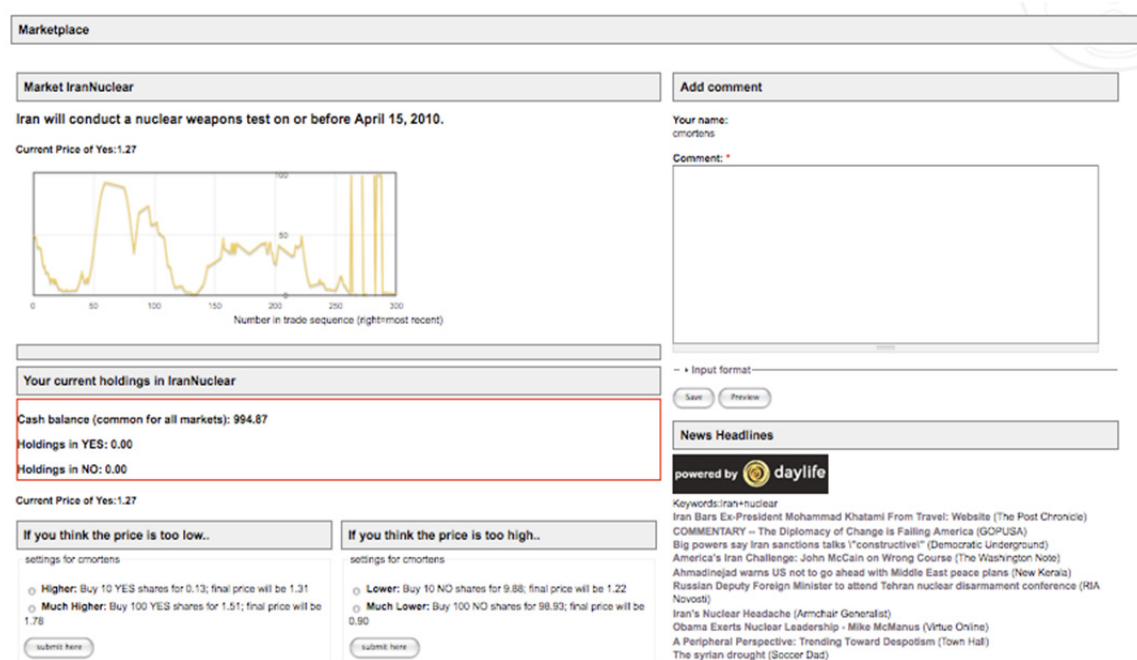 Marketplace
Market IranNuclear
Iran will conduct a nuclear weapons test on or before April 15, 2010.
Current Price of Yes:1.27
100
50
0
0 50 100 150 200 250 300
Number in trade sequence (right=most recent)
Your current holdings in IranNuclear
Cash balance (common for all markets): 994.87
Holdings in YES: 0.00
Holdings in NO: 0.00
Current Price of Yes:1.27
If you think the price is too low..
settings for cmortens
Higher: Buy 10 YES shares for 0.13; final price will be 1.31
Much Higher: Buy 100 YES shares for 1.51; final price will be
1.78
submit here
If you think the price is too high..
settings for cmortens
Lower: Buy 10 NO shares for 9.88; final price will be 1.22
Much Lower: Buy 100 NO shares for 98.93; final price will be
0.90
submit here
Add comment
Your name:
cmortens
Comment: *
Input format
Save Preview
News Headlines
powered by daylife
Keywords:Iran+nuclear
Iran Bars Ex-President Mohammad Khatami From Travel: Website (The Post Chronicle)
COMMENTARY -- The Diplomacy of Change is Failing America (GOPUSA)
Big powers say Iran sanctions talks \"constructive\" (Democratic Underground)
America's Iran Challenge: John McCain on Wrong Course (The Washington Note)
Ahmadinejad warns US not to go ahead with Middle East peace plans (New Kerala)
Russian Deputy Foreign Minister to attend Tehran nuclear disarmament conference (RIA
Novosti)
Iran's Nuclear Headache (Armchair Generalist)
Obama Exerts Nuclear Leadership - Mike McManus (Virtue Online)
A Peripheral Perspective: Trending Toward Despotism (Town Hall)
The syrian drought (Soccer Dad)